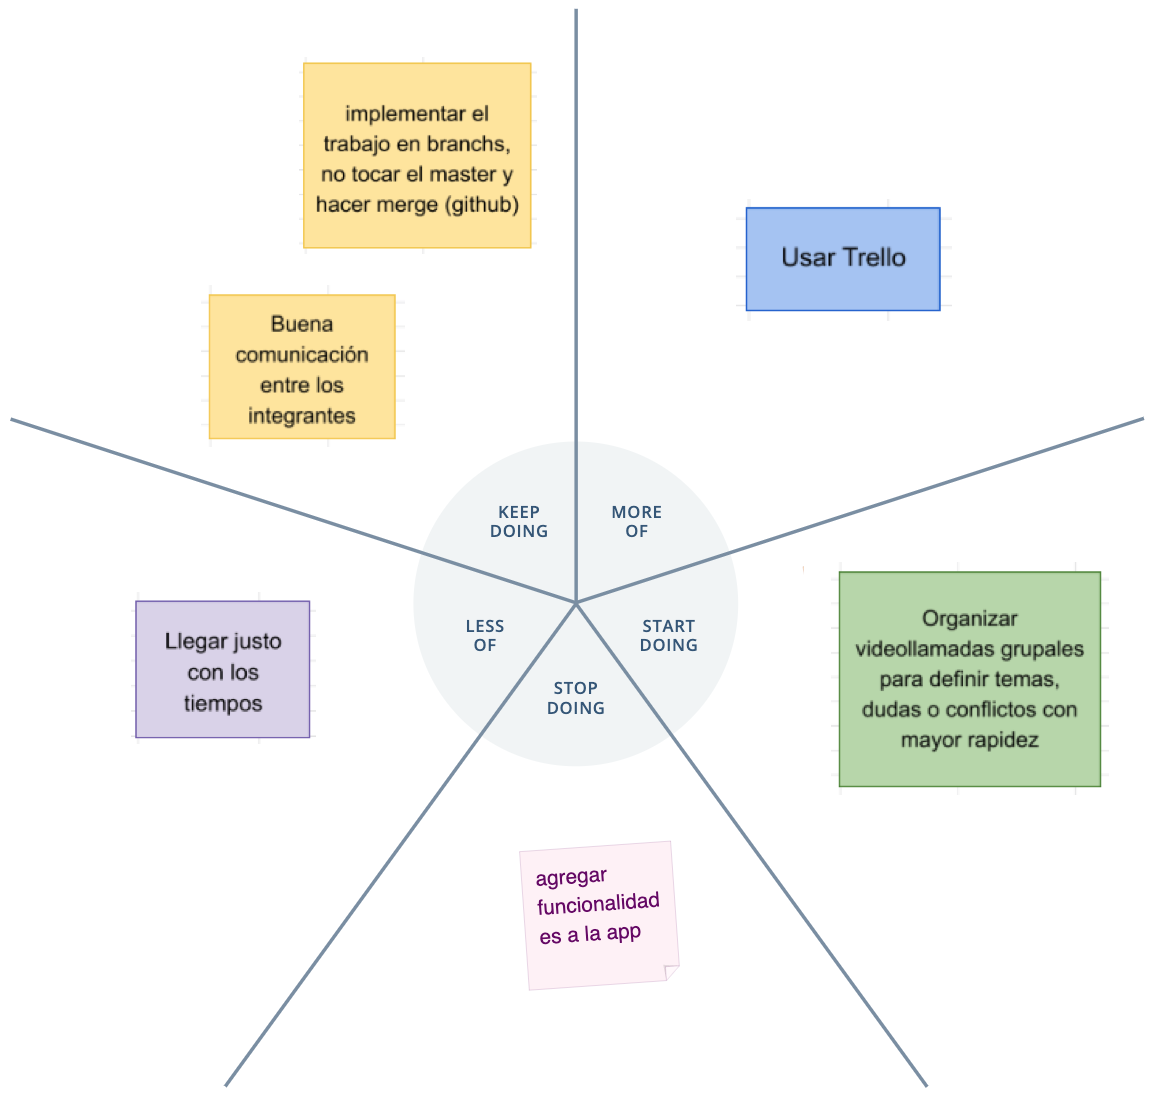 implementar el
trabajo en branchs,
no tocar el master y
hacer merge (github)
Usar Trello
Buena
comunicación
entre los
integrantes
KEEP
DOING
MORE
OF
LESS
OF
START
DOING
STOP
DOING
Llegar justo
con los
tiempos
Organizar
videollamadas grupales
para definir temas,
dudas o conflictos con
mayor rapidez
agregar
funcionalidad
es a la app